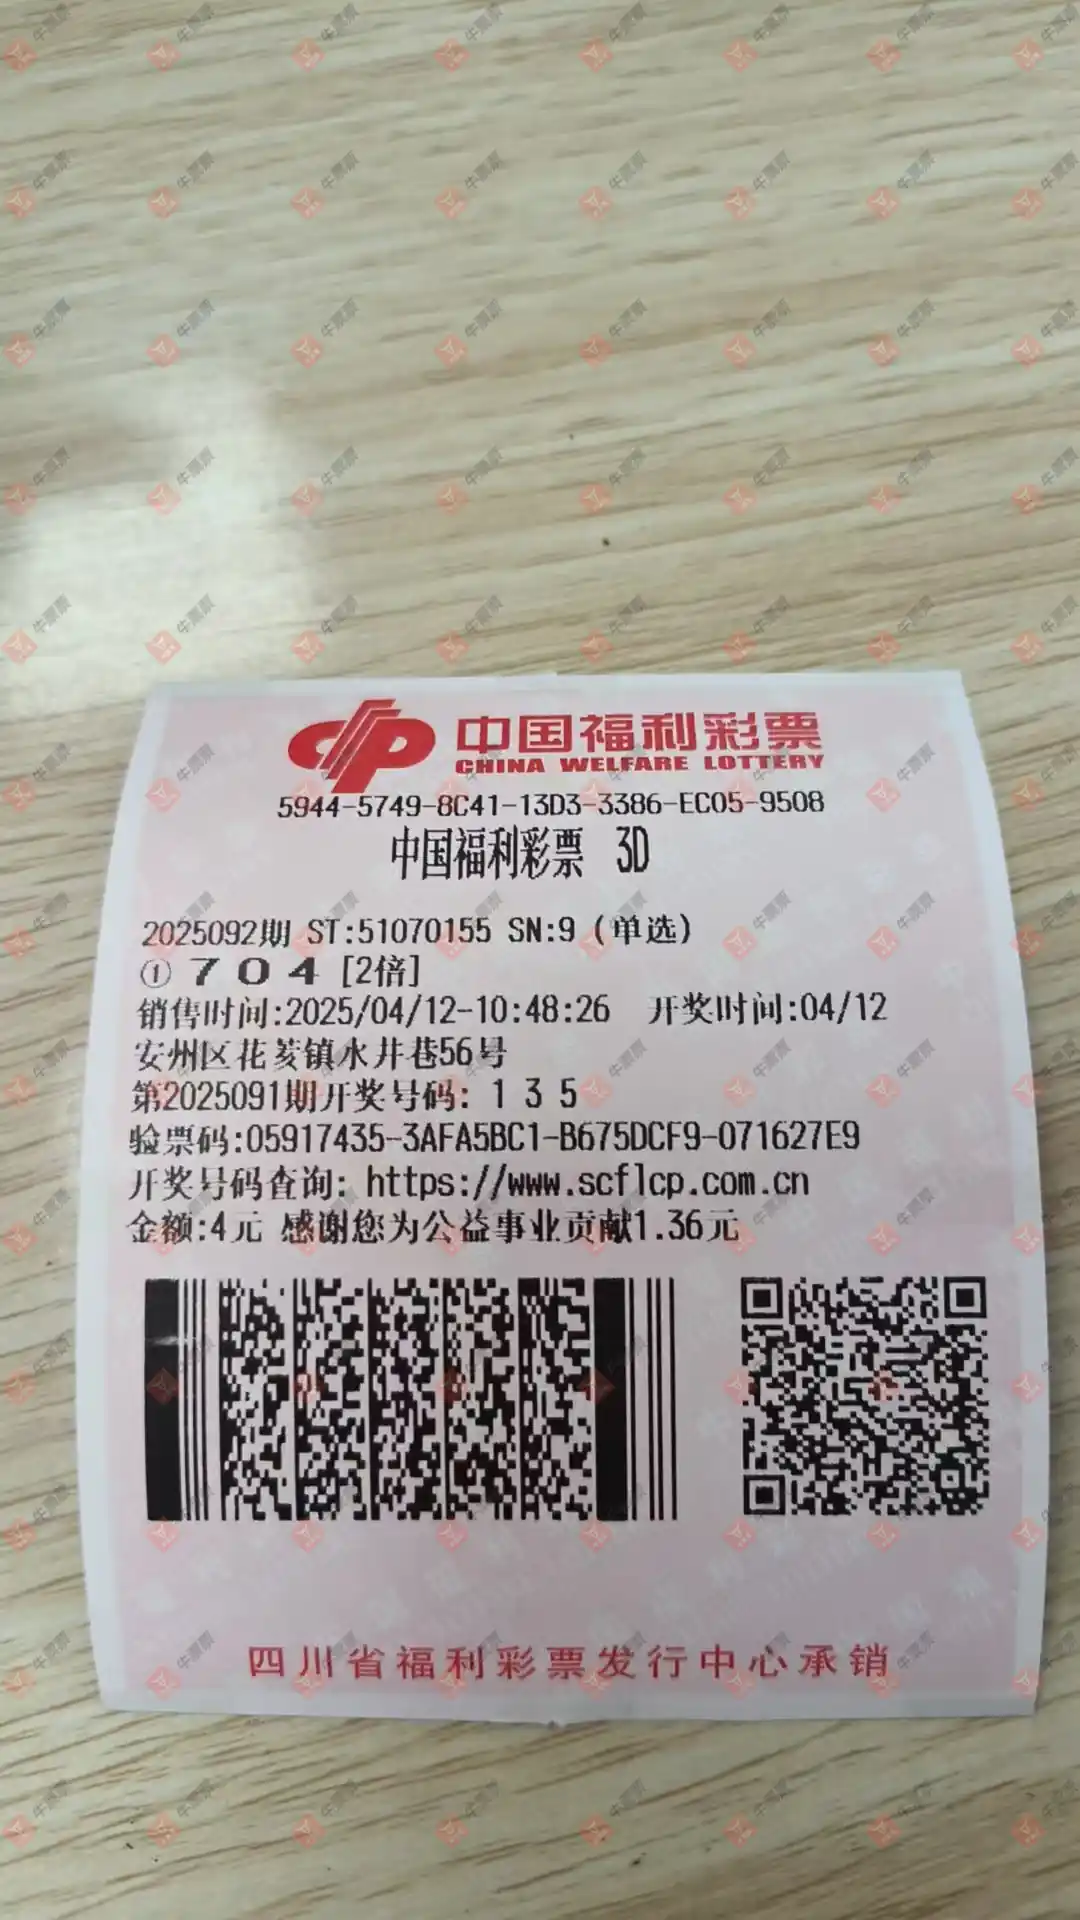 中国福利彩票
CHINA WELFARE LOTTERY
5944-5749-8C41-13D3-3386-EC05-9508
中国福利彩票 3D
2025092期 ST:51070155 SN:9 (单选)
① 7 0 4 [2倍]
销售时间:2025/04/12-10:48:26 开奖时间:04/12
安州区花荄镇水井巷56号
第2025091期开奖号码: 1 3 5
验票码:05917435-3AFA5BC1-B675DCF9-071627E9
开奖号码查询: https://www.scflcp.com.cn
金额:4元 感谢您为公益事业贡献1.36元
四川省福利彩票发行中心承销
牛票票